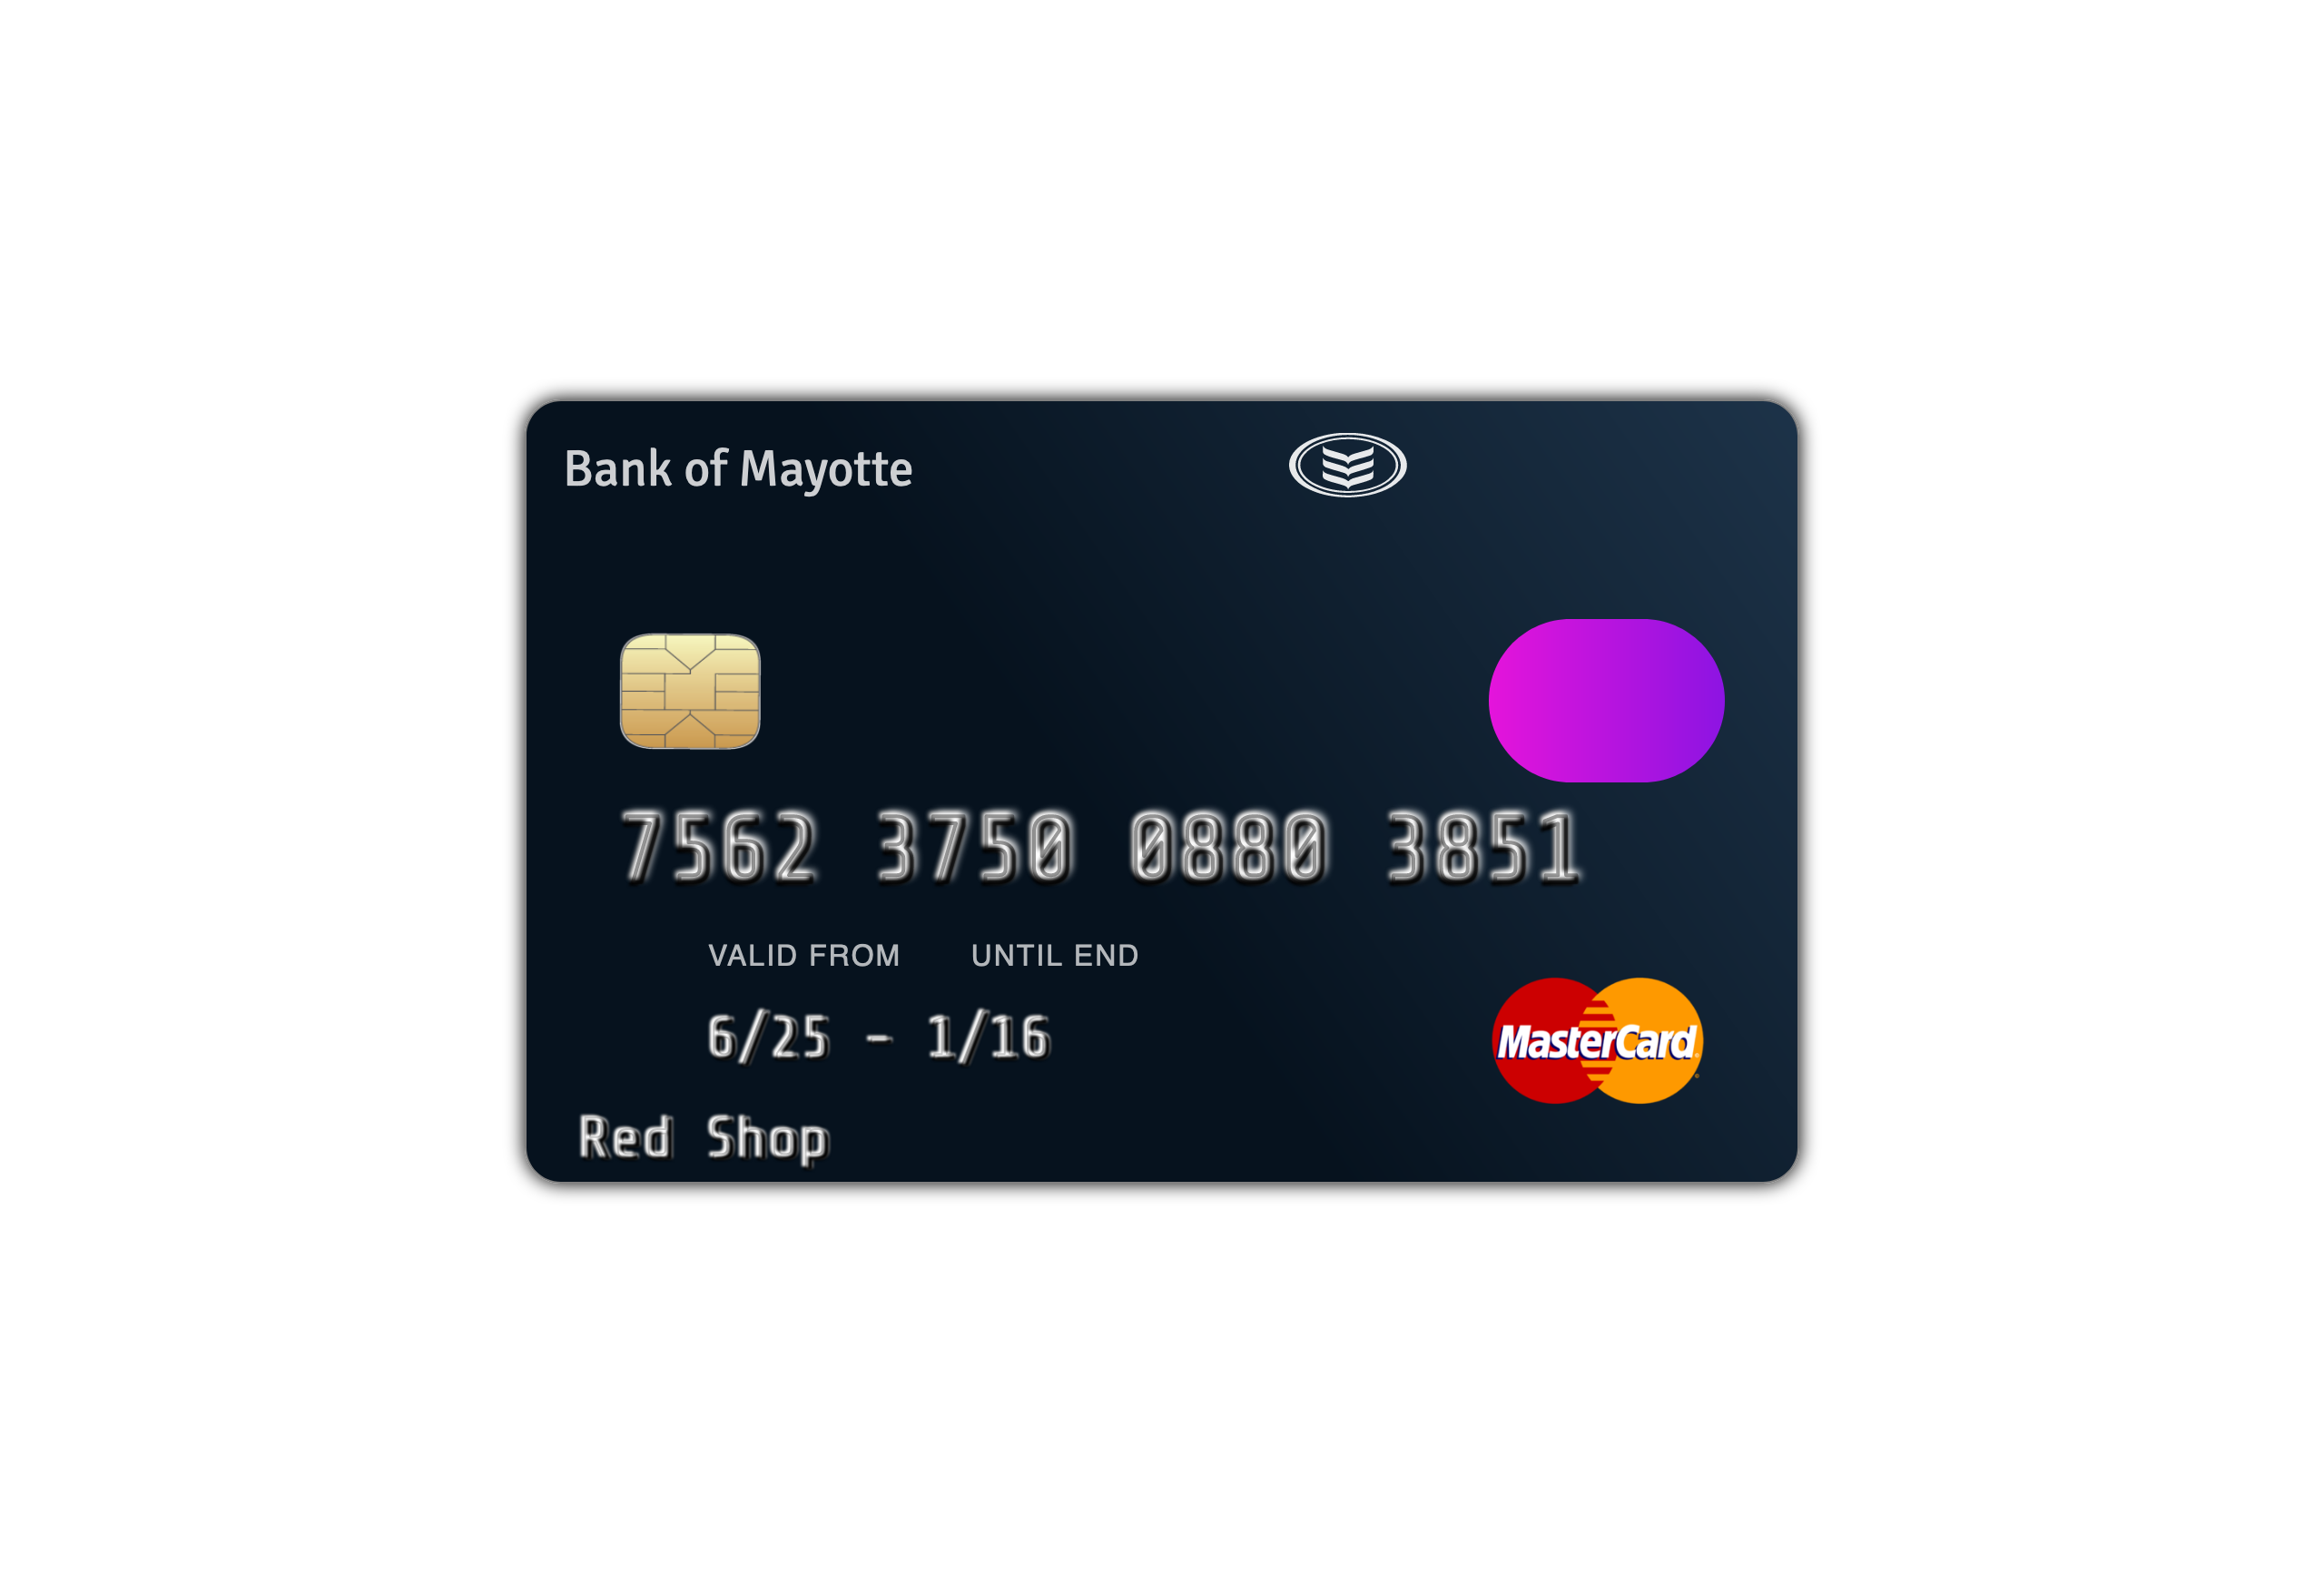 Bank of Mayotte
7562 3750 0880 3851
VALID FROM UNTIL END
6/25 - 1/16
MasterCard
Red Shop